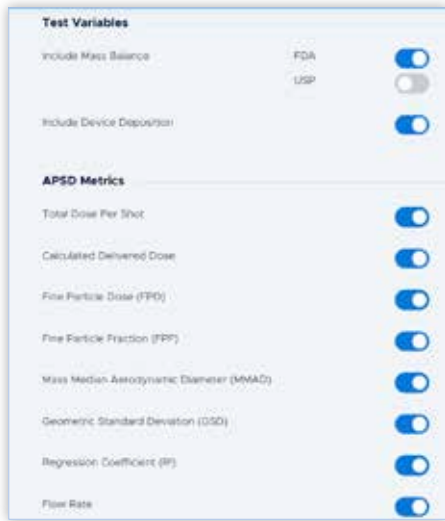 Test Variables
Include Mass Balance FDA
USP
Include Device Deposition
APSD Metrics
Total Dose Per Shot
Calculated Delivered Dose
Fine Particle Dose (FPD)
Fine Particle Fraction (FPF)
Mass Median Aerodynamic Diameter (MMAD)
Geometric Standard Deviation (GSD)
Regression Coefficient
Flow Rate